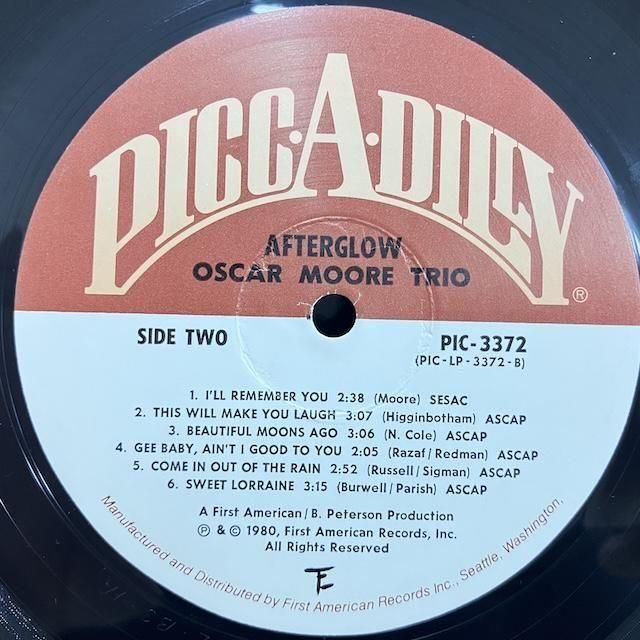 PICC·A·DILLY
®
AFTERGLOW
OSCAR MOORE TRIO
SIDE TWO
PIC-3372
(PIC-LP-3372-B)
1. I'LL REMEMBER YOU 2:38 (Moore) SESAC
2. THIS WILL MAKE YOU LAUGH 3:07 (Higginbotham) ASCAP
3. BEAUTIFUL MOONS AGO 3:06 (N. Cole) ASCAP
4. GEE BABY, AIN'T I GOOD TO YOU 2:05 (Razaf/Redman) ASCAP
5. COME IN OUT OF THE RAIN 2:52 (Russell/Sigman) ASCAP
6. SWEET LORRAINE 3:15 (Burwell/Parish) ASCAP
A First American/B. Peterson Production
℗ & © 1980, First American Records, Inc.
All Rights Reserved
Manufactured and Distributed by First American Records Inc., Seattle, Washington,